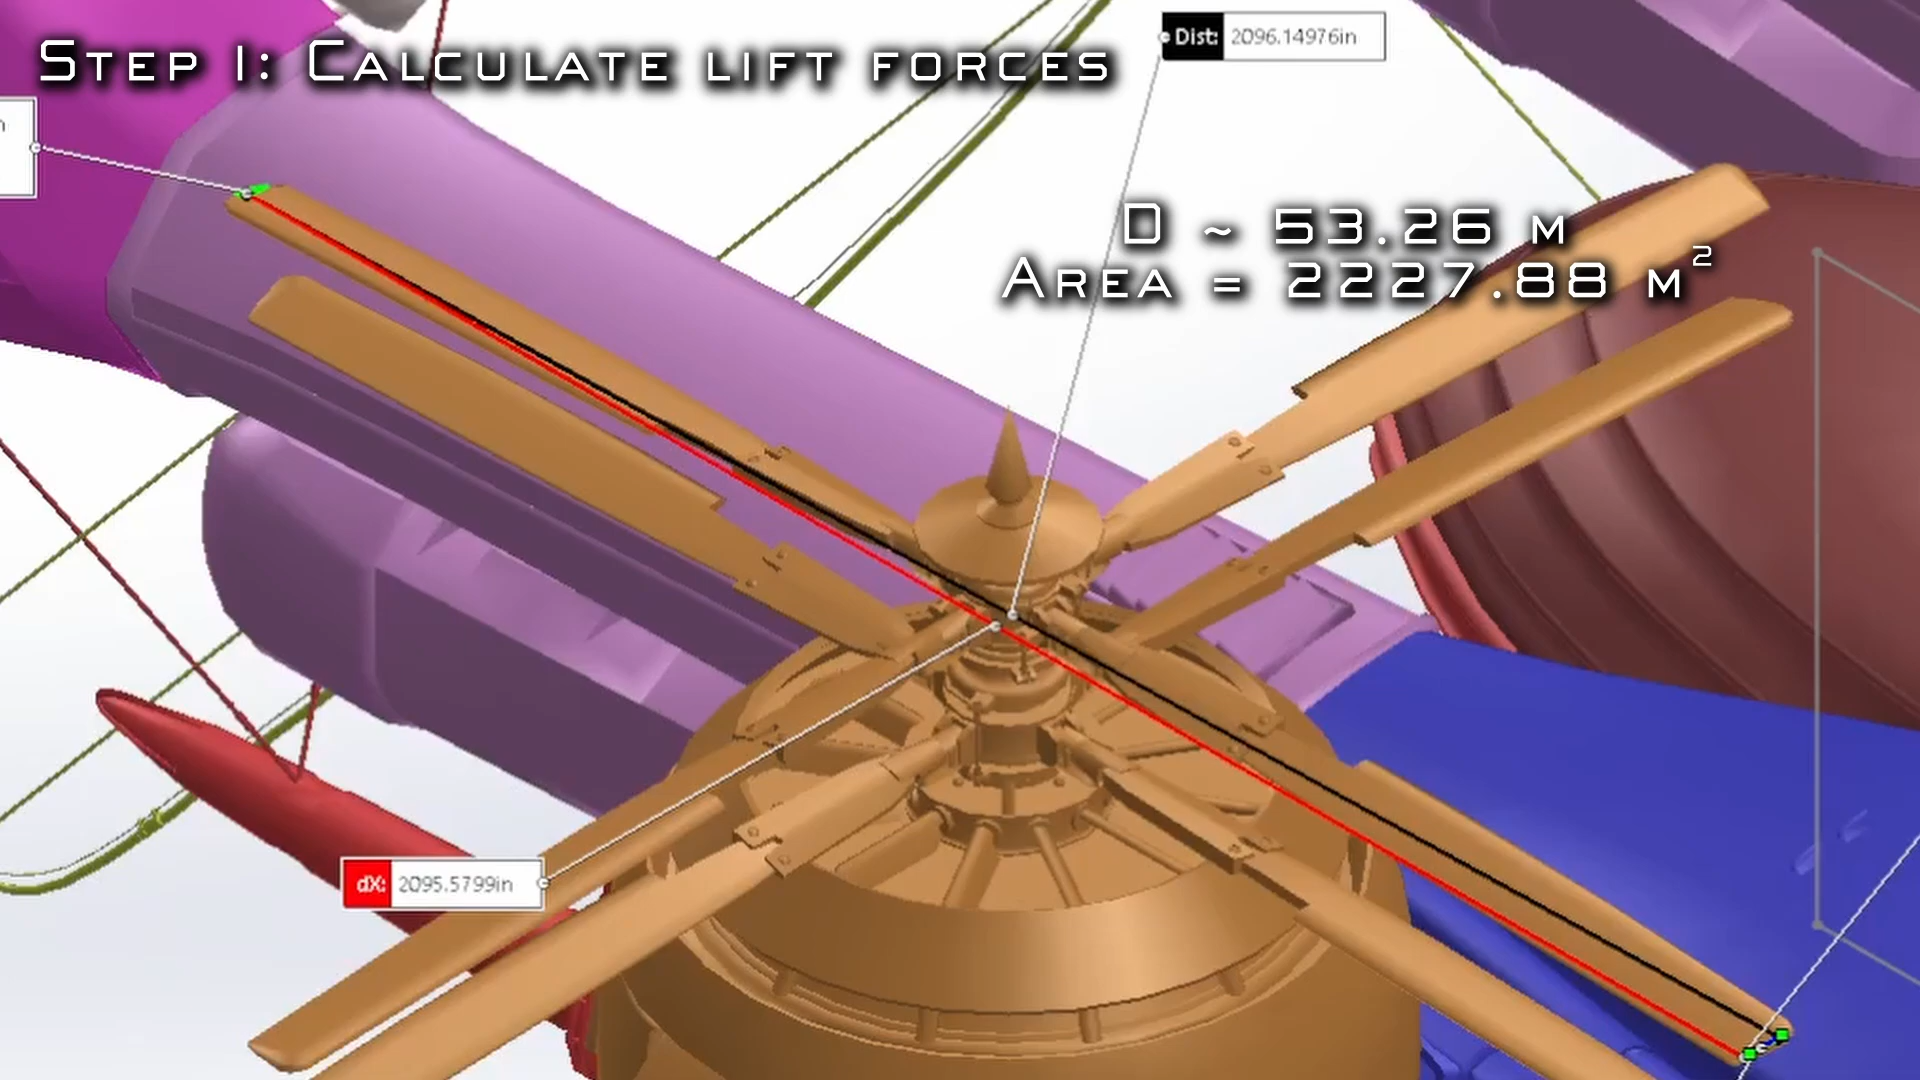 Step 1: Calculate lift forces
Dist: 2096.14976in
D ~ 53.26 m
Area = 2227.88 m²
dX: 2095.5799in